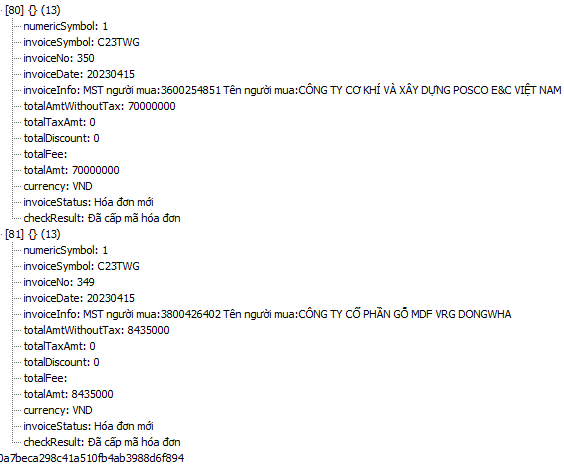 [80] {} (13)
numericSymbol: 1
invoiceSymbol: C23TWG
invoiceNo: 350
invoiceDate: 20230415
invoiceInfo: MST người mua:3600254851 Tên người mua:CÔNG TY CƠ KHÍ VÀ XÂY DỰNG POSCO E&C VIỆT NAM
totalAmtWithoutTax: 70000000
totalTaxAmt: 0
totalDiscount: 0
totalFee:
totalAmt: 70000000
currency: VND
invoiceStatus: Hóa đơn mới
checkResult: Đã cấp mã hóa đơn
[81] {} (13)
numericSymbol: 1
invoiceSymbol: C23TWG
invoiceNo: 349
invoiceDate: 20230415
invoiceInfo: MST người mua:3800426402 Tên người mua:CÔNG TY CỔ PHẦN GỖ MDF VRG DONGWHA
totalAmtWithoutTax: 8435000
totalTaxAmt: 0
totalDiscount: 0
totalFee:
totalAmt: 8435000
currency: VND
invoiceStatus: Hóa đơn mới
checkResult: Đã cấp mã hóa đơn
0a7beca298c41a510fb4ab3988d6f894